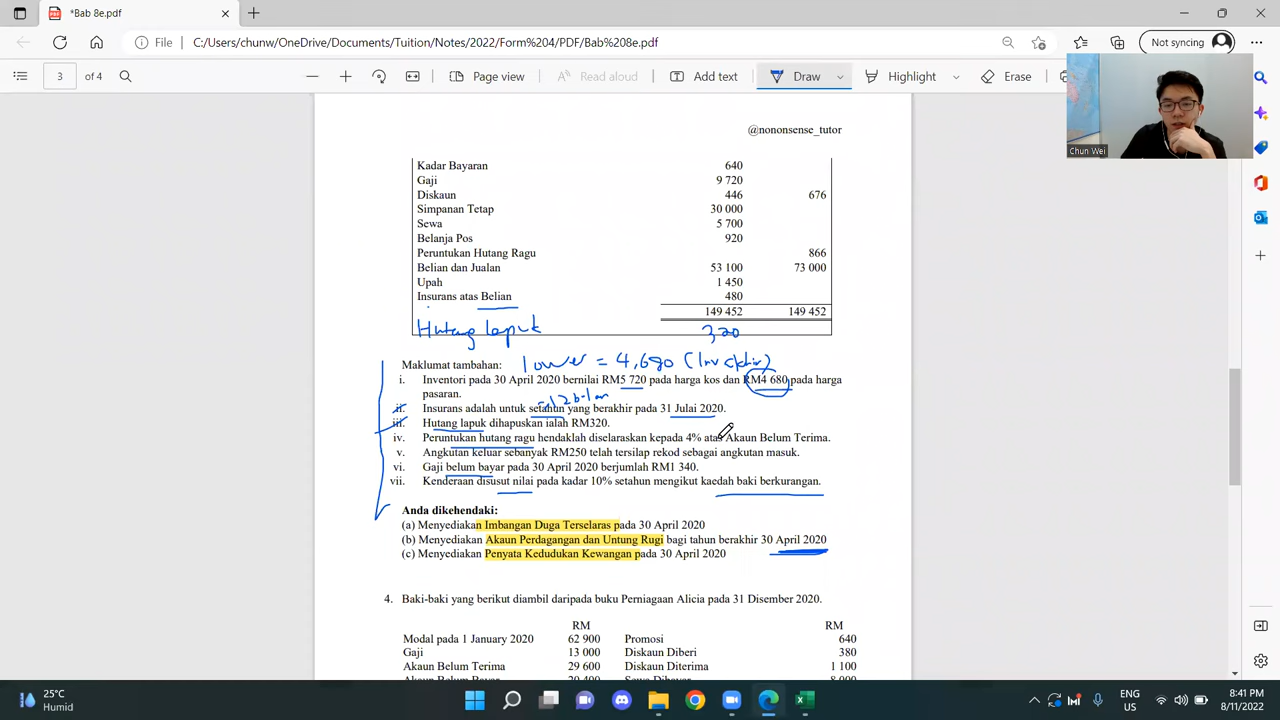 *Bab 8e.pdf
File C:/Users/chunw/OneDrive/Documents/Tuition/Notes/2022/Form%204/PDF/Bab%208e.pdf Not syncing
3 of 4 Page view Read aloud Add text Draw Highlight Erase
Chun Wei
@nononsense_tutor
Kadar Bayaran 640
Gaji 9 720
Diskaun 446 676
Simpanan Tetap 30 000
Sewa 5 700
Belanja Pos 920
Peruntukan Hutang Ragu 866
Belian dan Jualan 53 100 73 000
Upah 1 450
Insurans atas Belian 480
149 452 149 452
Hutang lapuk 320
Maklumat tambahan: lower = 4,680 (Inv akhir)
i. Inventori pada 30 April 2020 bernilai RM5 720 pada harga kos dan RM4 680 pada harga
pasaran.
12 bulan
ii. Insurans adalah untuk setahun yang berakhir pada 31 Julai 2020.
iii. Hutang lapuk dihapuskan ialah RM320.
iv. Peruntukan hutang ragu hendaklah diselaraskan kepada 4% atas Akaun Belum Terima.
v. Angkutan keluar sebanyak RM250 telah tersilap rekod sebagai angkutan masuk.
vi. Gaji belum bayar pada 30 April 2020 berjumlah RM1 340.
vii. Kenderaan disusut nilai pada kadar 10% setahun mengikut kaedah baki berkurangan.
Anda dikehendaki:
(a) Menyediakan Imbangan Duga Terselaras pada 30 April 2020
(b) Menyediakan Akaun Perdagangan dan Untung Rugi bagi tahun berakhir 30 April 2020
(c) Menyediakan Penyata Kedudukan Kewangan pada 30 April 2020
4. Baki-baki yang berikut diambil daripada buku Perniagaan Alicia pada 31 Disember 2020.
RM RM
Modal pada 1 January 2020 62 900 Promosi 640
Gaji 13 000 Diskaun Diberi 380
Akaun Belum Terima 29 600 Diskaun Diterima 1 100
25°C
Humid
ENG
US
8:41 PM
8/11/2022